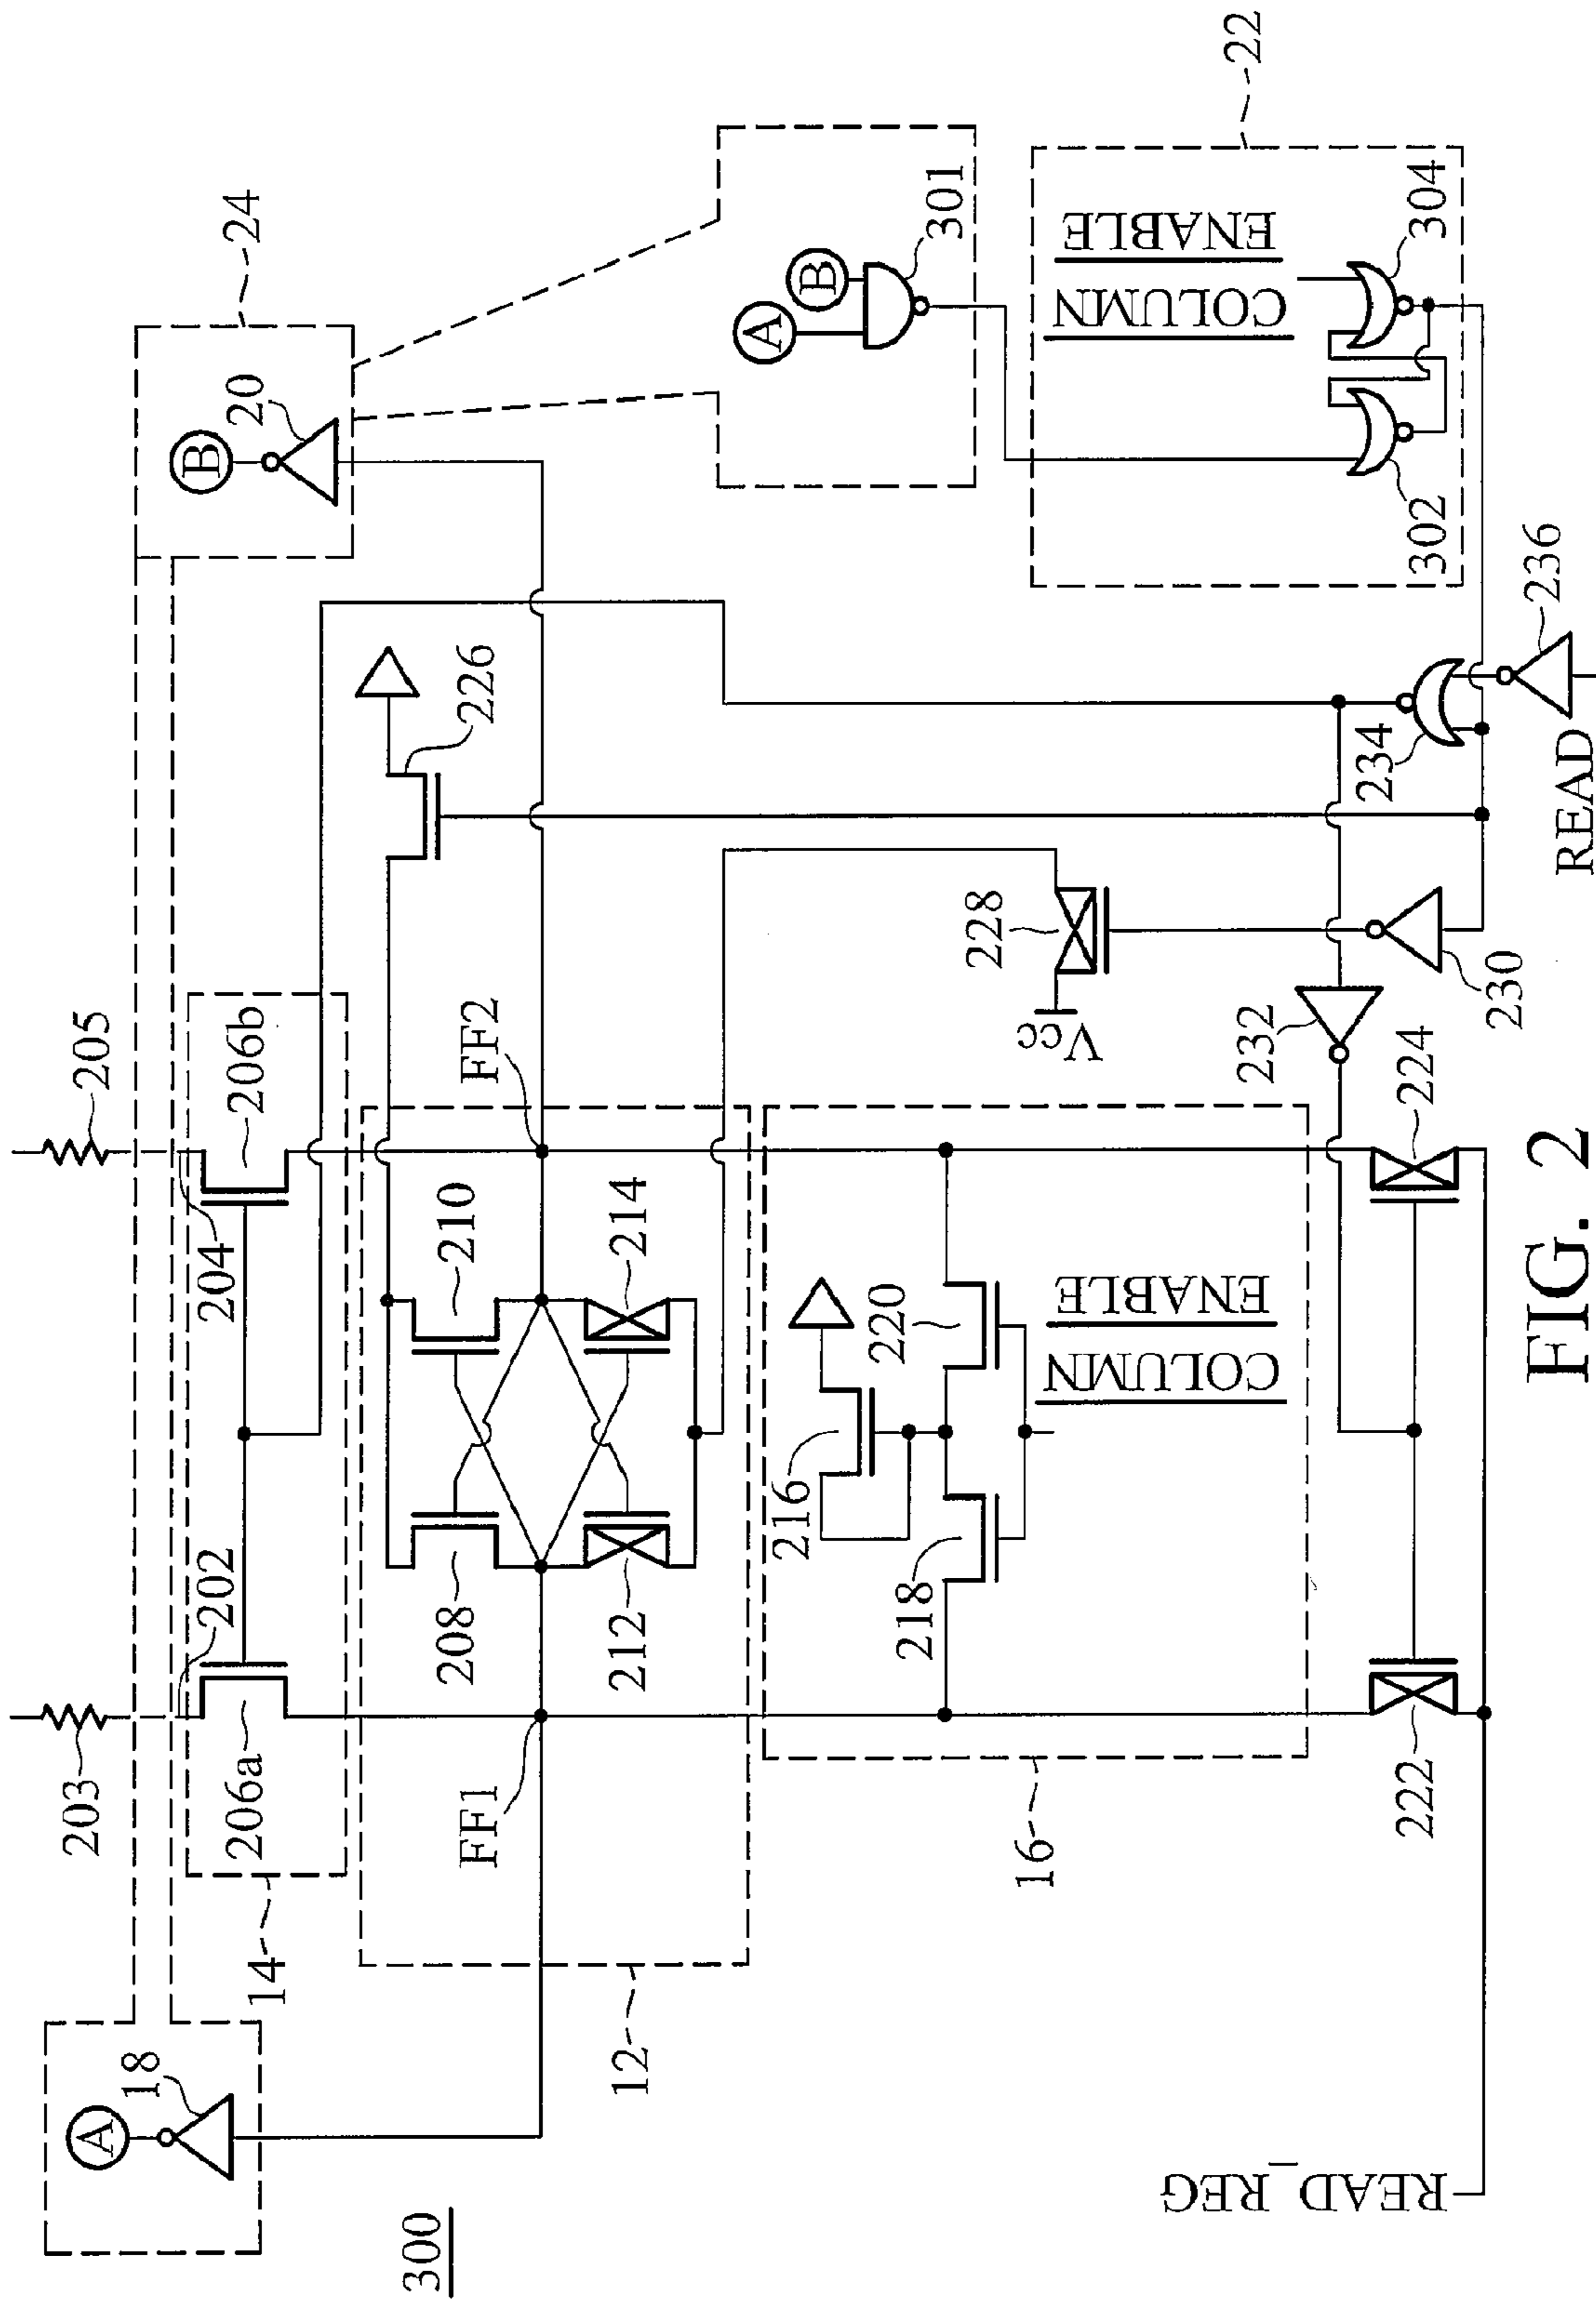 300
A
18
203
202
206a
14
205
204
206b
24
B
20
FF1
FF2
208
210
212
214
12
226
A
B
301
216
218
220
COLUMN
ENABLE
16
Vcc
228
230
232
234
236
READ
22
COLUMN
ENABLE
302
304
222
224
READ_REG
FIG. 2